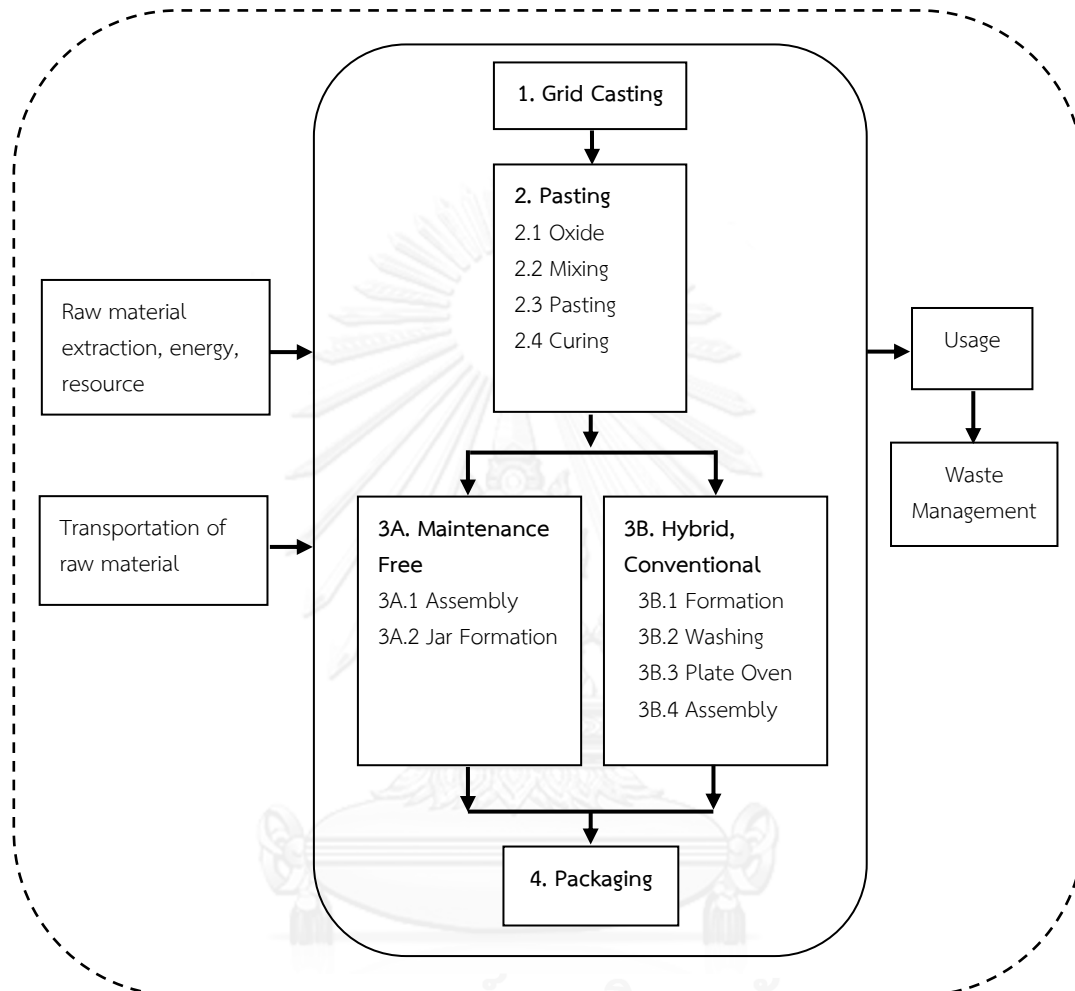 1. Grid Casting
2. Pasting
2.1 Oxide
2.2 Mixing
2.3 Pasting
2.4 Curing
Raw material
extraction, energy,
resource
Transportation of
raw material
3A. Maintenance
Free
3A.1 Assembly
3A.2 Jar Formation
3B. Hybrid,
Conventional
3B.1 Formation
3B.2 Washing
3B.3 Plate Oven
3B.4 Assembly
4. Packaging
Usage
Waste
Management